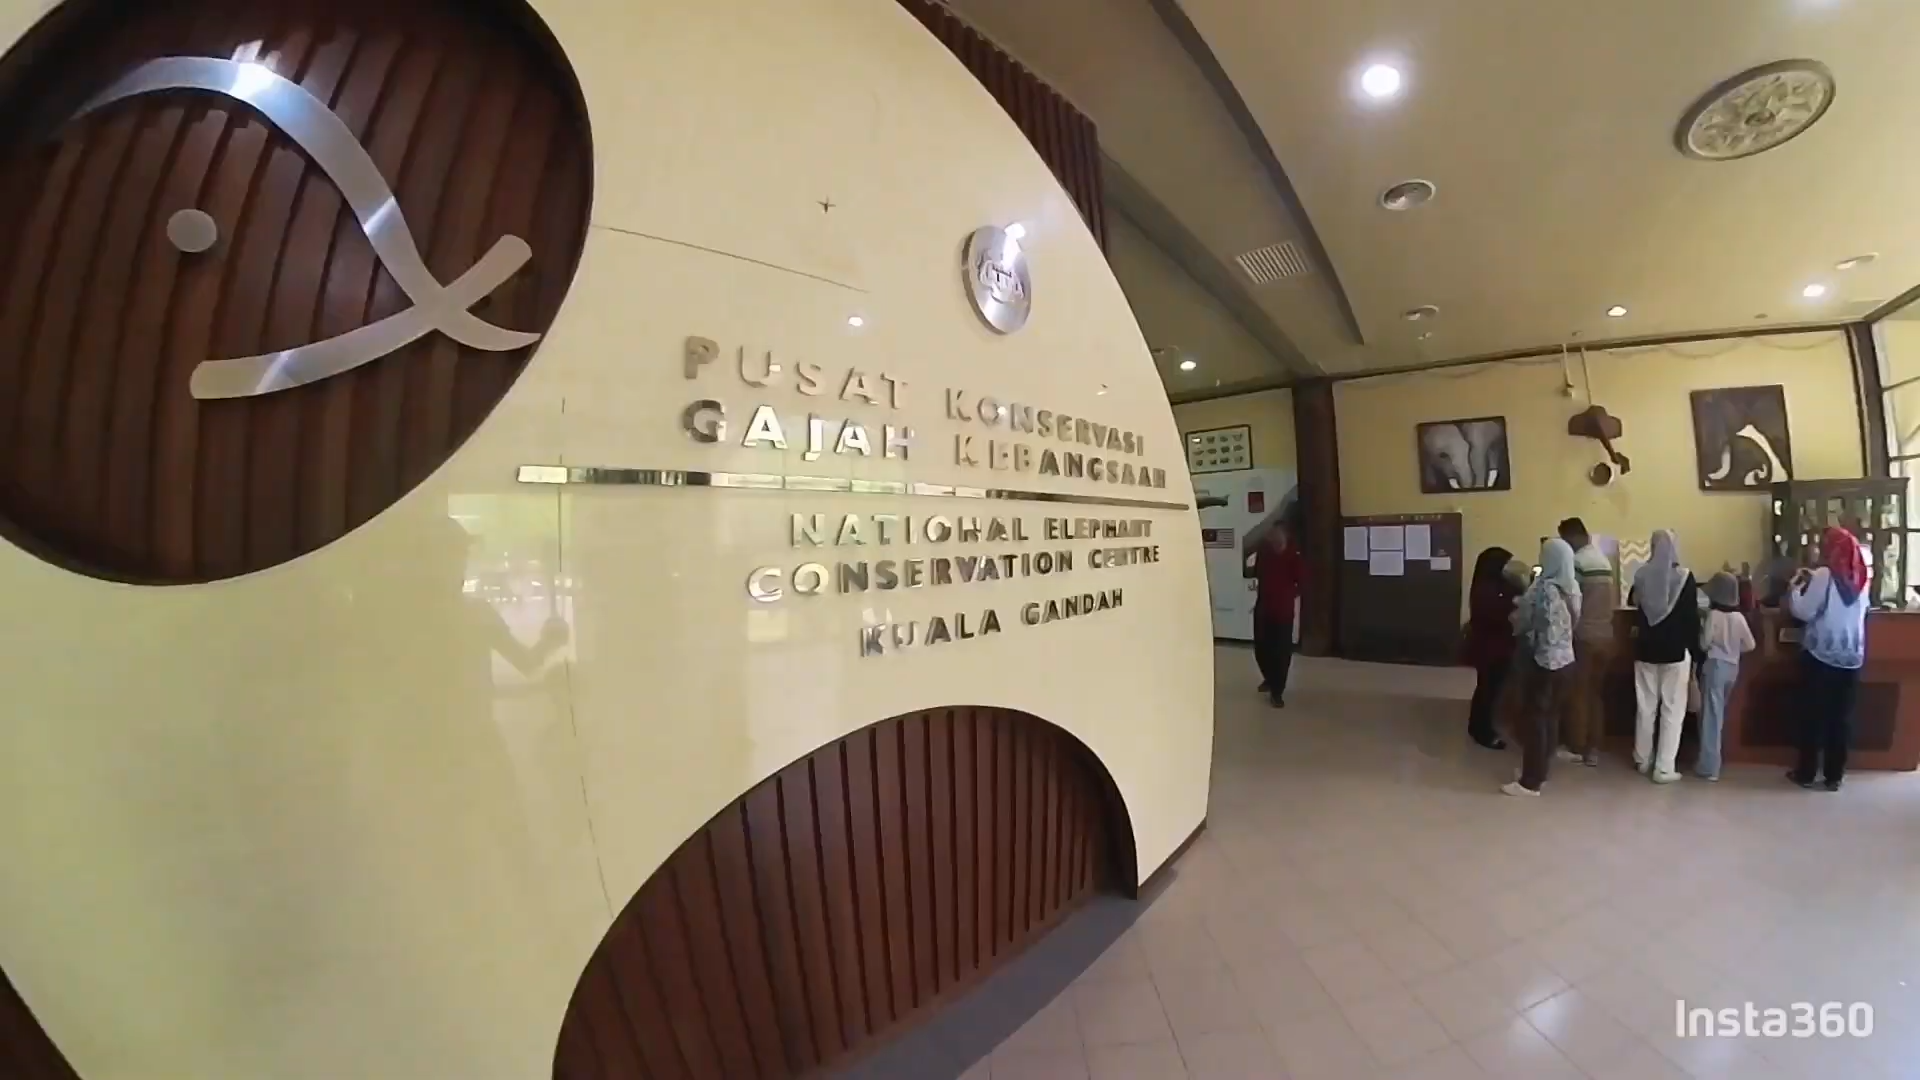 PUSAT KONSERVASI
GAJAH KEBANGSAAN
NATIONAL ELEPHANT
CONSERVATION CENTRE
KUALA GANDAH
Insta360